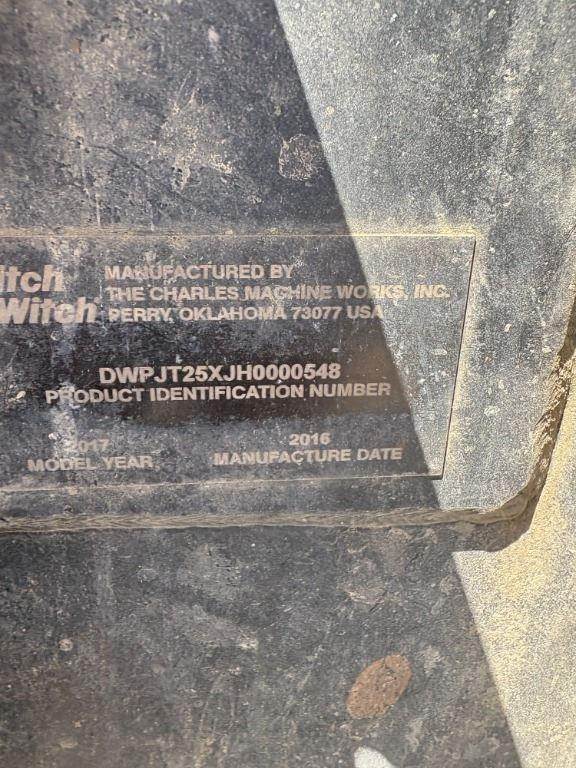 itch
Witch®
MANUFACTURED BY
THE CHARLES MACHINE WORKS, INC.
PERRY, OKLAHOMA 73077 USA
DWPJT25XJH0000548
PRODUCT IDENTIFICATION NUMBER
2017
MODEL YEAR
2016
MANUFACTURE DATE